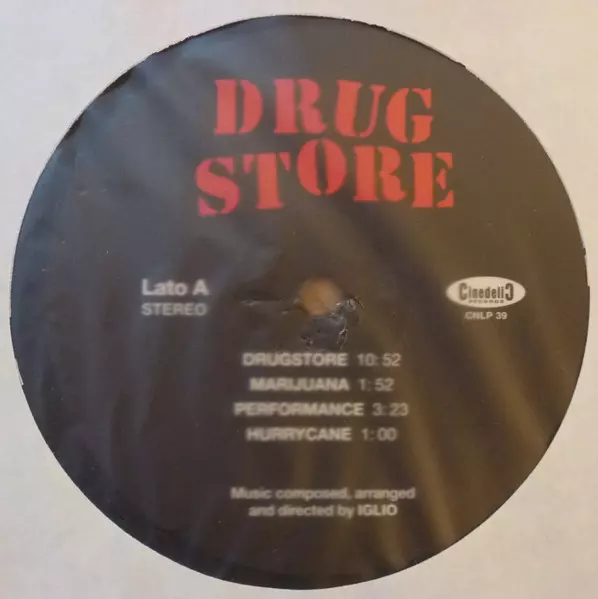 DRUG
STORE
Lato A
STEREO
Cinedelic
RECORDS
CNLP 39
DRUGSTORE 10:52
MARIJUANA 1:52
PERFORMANCE 3:23
HURRYCANE 1:00
Music composed, arranged
and directed by IGLIO